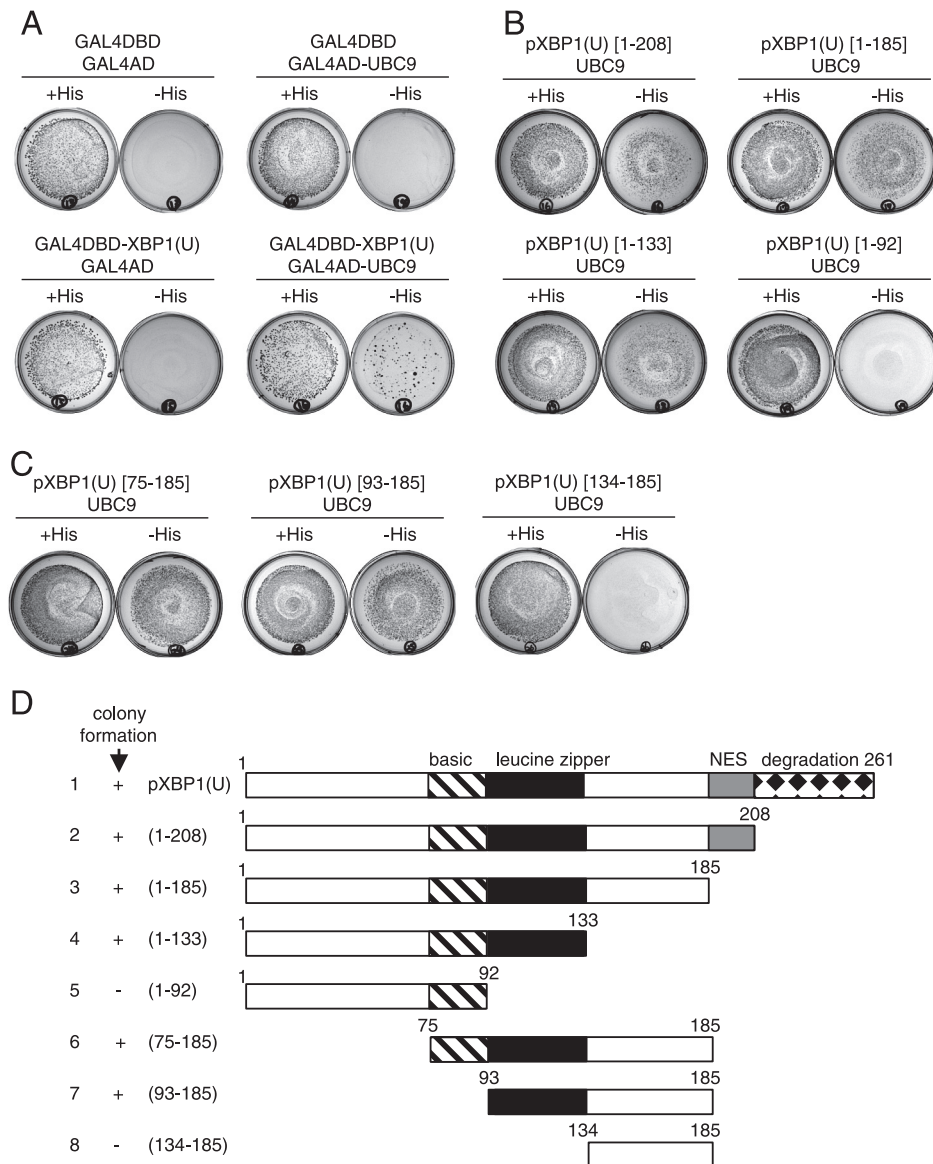 A
GAL4DBD
GAL4AD
+His -His
GAL4DBD
GAL4AD-UBC9
+His -His
GAL4DBD-XBP1(U)
GAL4AD
+His -His
GAL4DBD-XBP1(U)
GAL4AD-UBC9
+His -His
B
pXBP1(U) [1-208]
UBC9
+His -His
pXBP1(U) [1-185]
UBC9
+His -His
pXBP1(U) [1-133]
UBC9
+His -His
pXBP1(U) [1-92]
UBC9
+His -His
C
pXBP1(U) [75-185]
UBC9
+His -His
pXBP1(U) [93-185]
UBC9
+His -His
pXBP1(U) [134-185]
UBC9
+His -His
D
colony
formation
basic leucine zipper NES degradation 261
1
1 + pXBP1(U)
1 208
2 + (1-208)
1 185
3 + (1-185)
1 133
4 + (1-133)
1 92
5 - (1-92)
75 185
6 + (75-185)
93 185
7 + (93-185)
134 185
8 - (134-185)